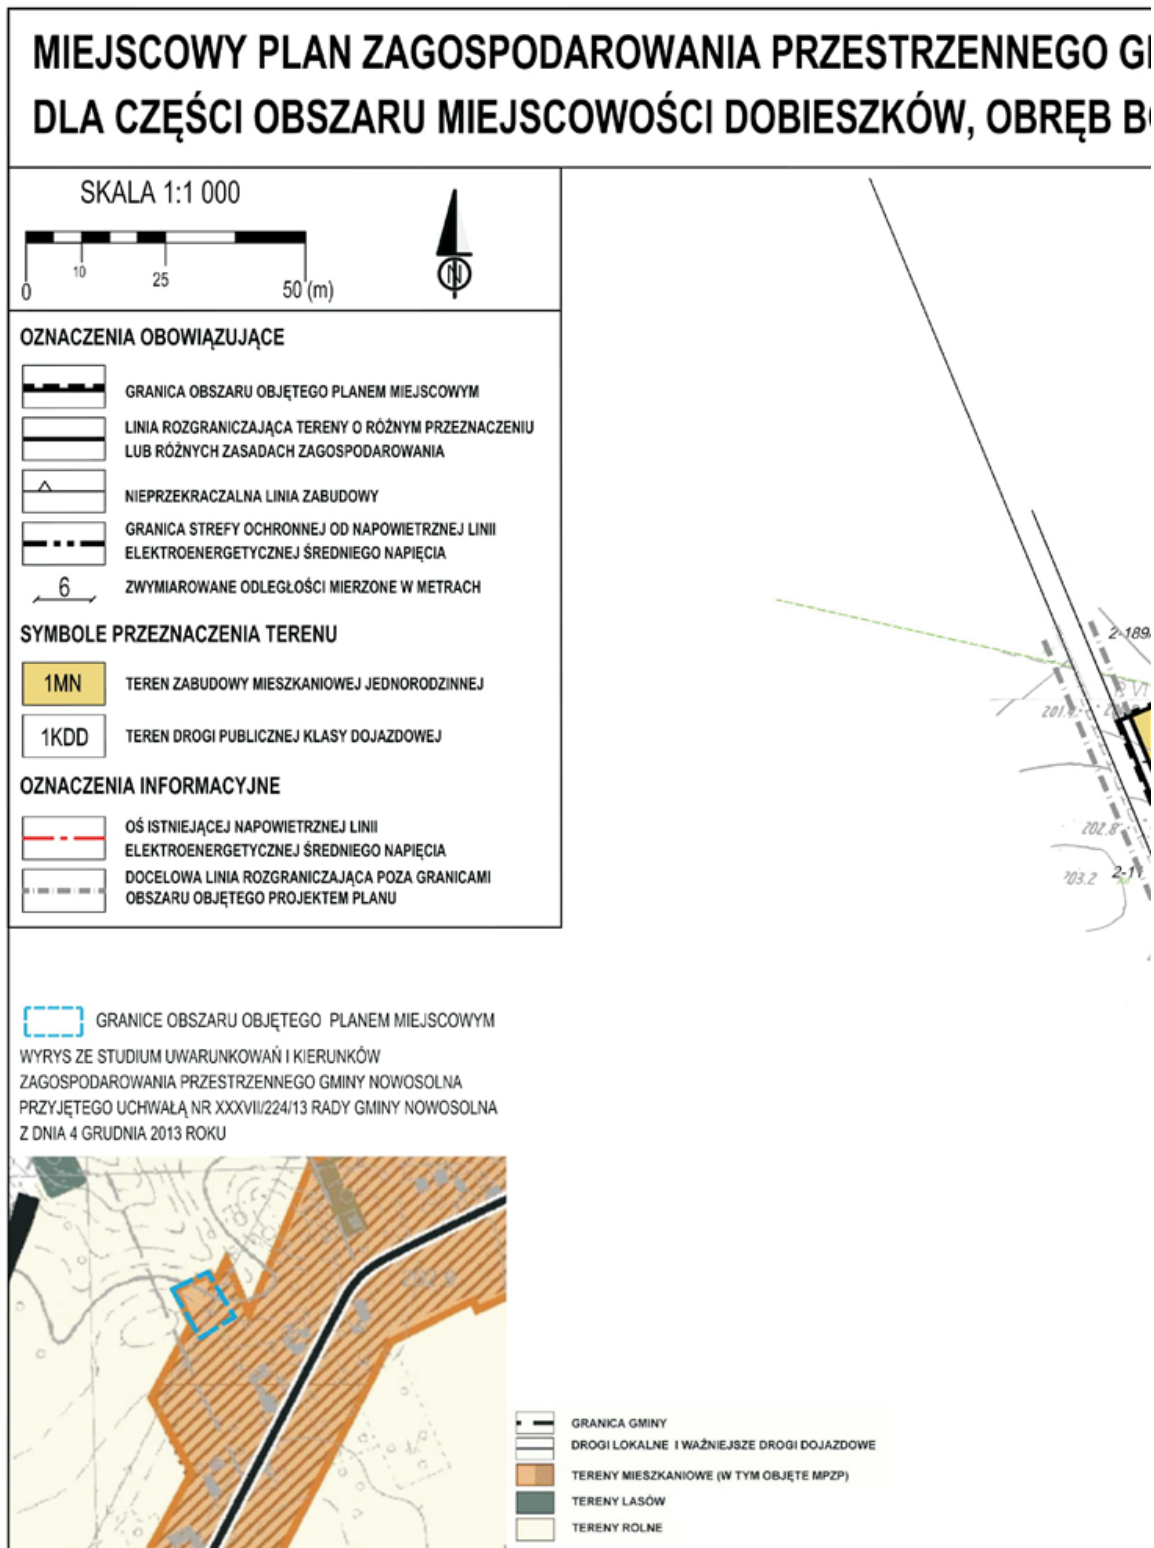 MIEJSCOWY PLAN ZAGOSPODAROWANIA PRZESTRZENNEGO
DLA CZĘŚCI OBSZARU MIEJSCOWOŚCI DOBIESZKÓW, OBRĘB
SKALA 1:1 000
0 10 25 50 (m)
N
OZNACZENIA OBOWIĄZUJĄCE
GRANICA OBSZARU OBJĘTEGO PLANEM MIEJSCOWYM
LINIA ROZGRANICZAJĄCA TERENY O RÓŻNYM PRZEZNACZENIU
LUB RÓŻNYCH ZASADACH ZAGOSPODAROWANIA
NIEPRZEKRACZALNA LINIA ZABUDOWY
GRANICA STREFY OCHRONNEJ OD NAPOWIETRZNEJ LINII
ELEKTROENERGETYCZNEJ ŚREDNIEGO NAPIĘCIA
6 ZWYMIAROWANE ODLEGŁOŚCI MIERZONE W METRACH
SYMBOLE PRZEZNACZENIA TERENU
1MN TEREN ZABUDOWY MIESZKANIOWEJ JEDNORODZINNEJ
1KDD TEREN DROGI PUBLICZNEJ KLASY DOJAZDOWEJ
OZNACZENIA INFORMACYJNE
OŚ ISTNIEJĄCEJ NAPOWIETRZNEJ LINII
ELEKTROENERGETYCZNEJ ŚREDNIEGO NAPIĘCIA
DOCELOWA LINIA ROZGRANICZAJĄCA POZA GRANICAMI
OBSZARU OBJĘTEGO PROJEKTEM PLANU
201.4
202.8
203.2
GRANICE OBSZARU OBJĘTEGO PLANEM MIEJSCOWYM
WYRYS ZE STUDIUM UWARUNKOWAŃ I KIERUNKÓW
ZAGOSPODAROWANIA PRZESTRZENNEGO GMINY NOWOSOLNA
PRZYJĘTEGO UCHWAŁĄ NR XXXVII/224/13 RADY GMINY NOWOSOLNA
Z DNIA 4 GRUDNIA 2013 ROKU
GRANICA GMINY
DROGI LOKALNE I WAŻNIEJSZE DROGI DOJAZDOWE
TERENY MIESZKANIOWE (W TYM OBJĘTE MPZP)
TERENY LASÓW
TERENY ROLNE